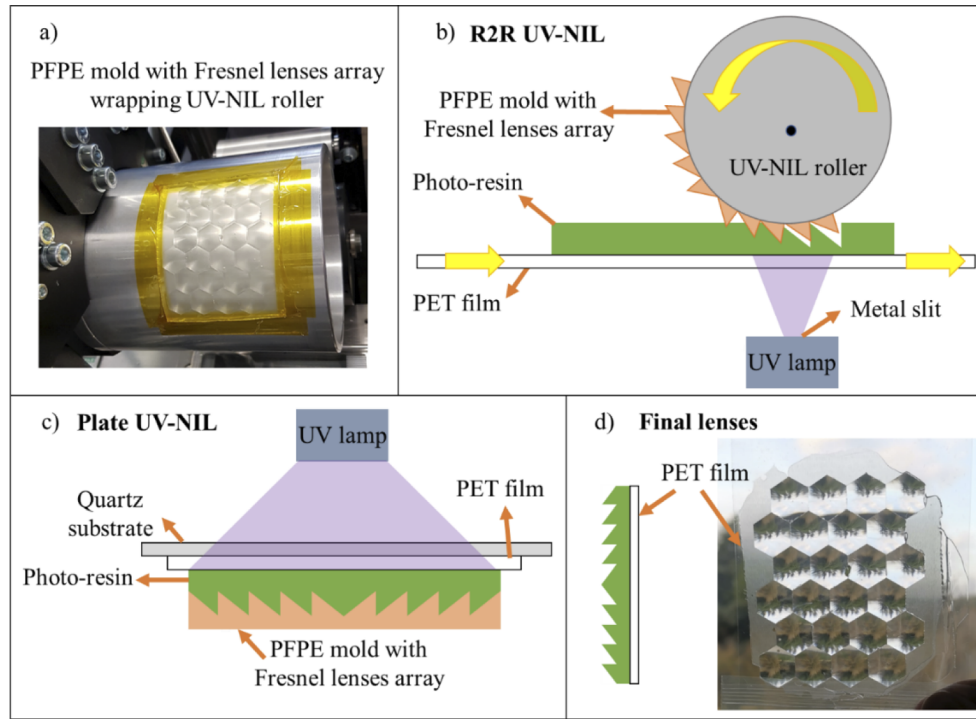 a)
PFPE mold with Fresnel lenses array
wrapping UV-NIL roller
b) R2R UV-NIL
PFPE mold with
Fresnel lenses array
UV-NIL roller
Photo-resin
PET film
Metal slit
UV lamp
c) Plate UV-NIL
UV lamp
PET film
Quartz
substrate
Photo-resin
PFPE mold with
Fresnel lenses array
d) Final lenses
PET film